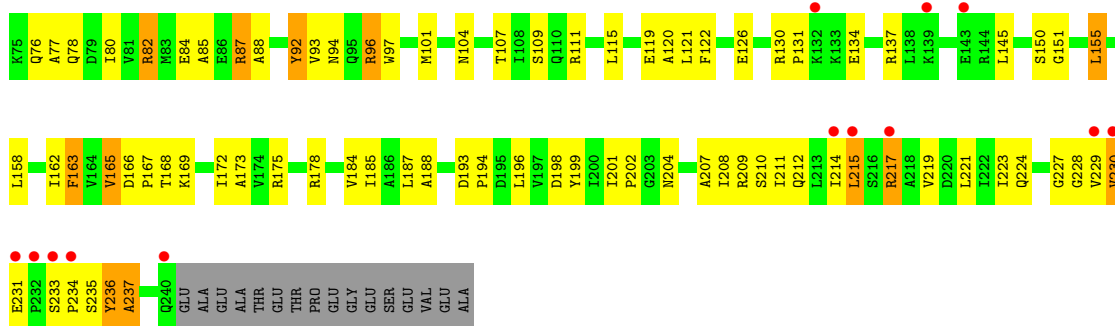 K75 Q76 A77 Q78 D79 I80 V81 R82 M83 E84 A85 E86 R87 A88 Y92 V93 N94 Q95 R96 W97 M101 N104 T107 I108 S109 Q110 R111 L115 E119 A120 L121 F122 E126 R130 P131 K132 K133 E134 R137 L138 K139 E143 R144 L145 S150 G151 L155
L158 I162 F163 V164 V165 D166 P167 T168 K169 I172 A173 V174 R175 R178 V184 I185 A186 L187 A188 D193 P194 D195 L196 V197 D198 Y199 I200 I201 P202 G203 N204 A207 I208 R209 S210 I211 Q212 L213 I214 L215 S216 R217 A218 V219 D220 L221 I222 I223 Q224 G227 G228 V229
E231 P232 S233 P234 S235 Y236 A237 Q240 GLU ALA GLU ALA THR GLU THR PRO GLU GLY GLU SER GLU VAL GLU ALA